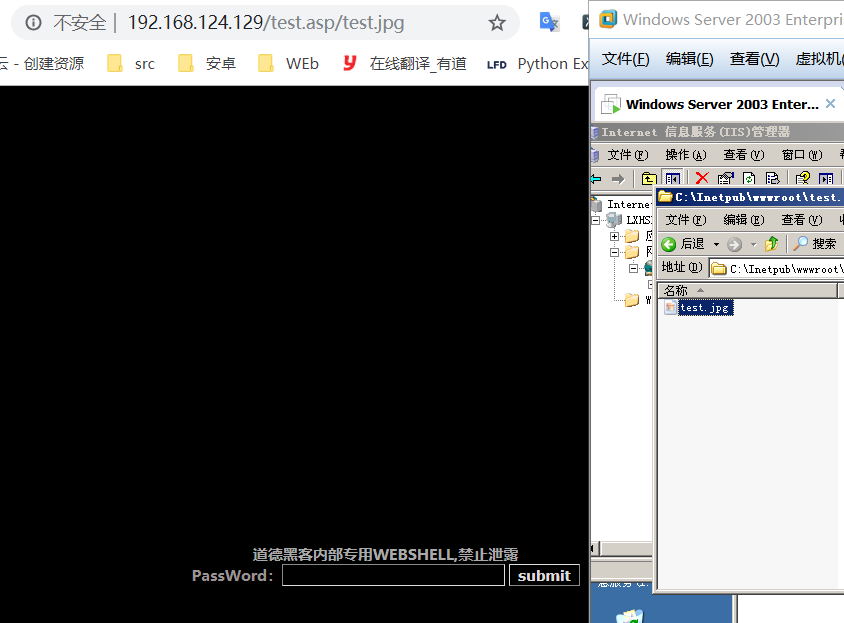 不安全 | 192.168.124.129/test.asp/test.jpg
云 - 创建资源 src 安卓 WEb 在线翻译_有道 LFD Python Ex
道德黑客内部专用WEBSHELL,禁止泄露
PassWord: submit
Windows Server 2003 Enterpri
文件(F) 编辑(E) 查看(V) 虚拟机(
Windows Server 2003 Enter... ×
Internet 信息服务(IIS)管理器
文件(F) 操作(A) 查看(V) 窗口(W)
Interne
C:\Inetpub\wwwroot\test.
文件(F) 编辑(E) 查看(V)
后退 搜索
地址(D) C:\Inetpub\wwwroot\
名称
test.jpg